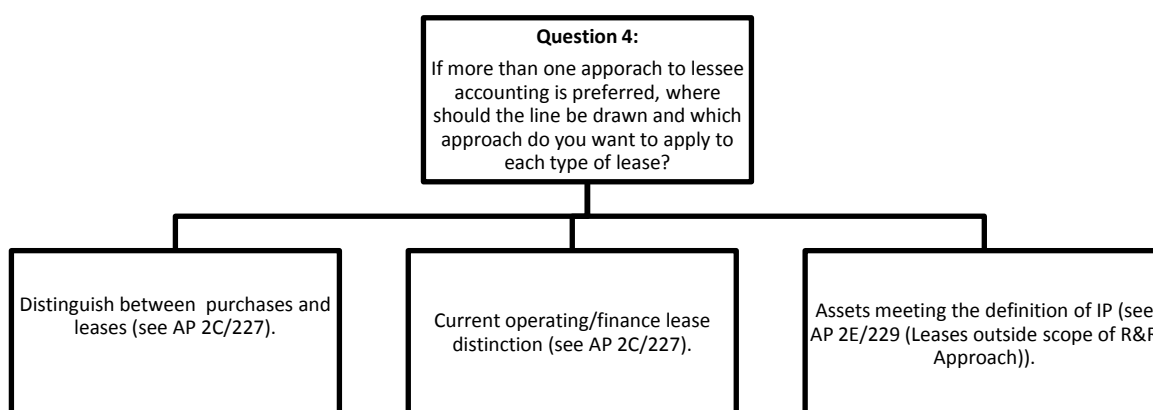 Question 4:
If more than one apporach to lessee
accounting is preferred, where
should the line be drawn and which
approach do you want to apply to
each type of lease?
Distinguish between purchases and
leases (see AP 2C/227).
Current operating/finance lease
distinction (see AP 2C/227).
Assets meeting the definition of IP (see
AP 2E/229 (Leases outside scope of R&R
Approach)).